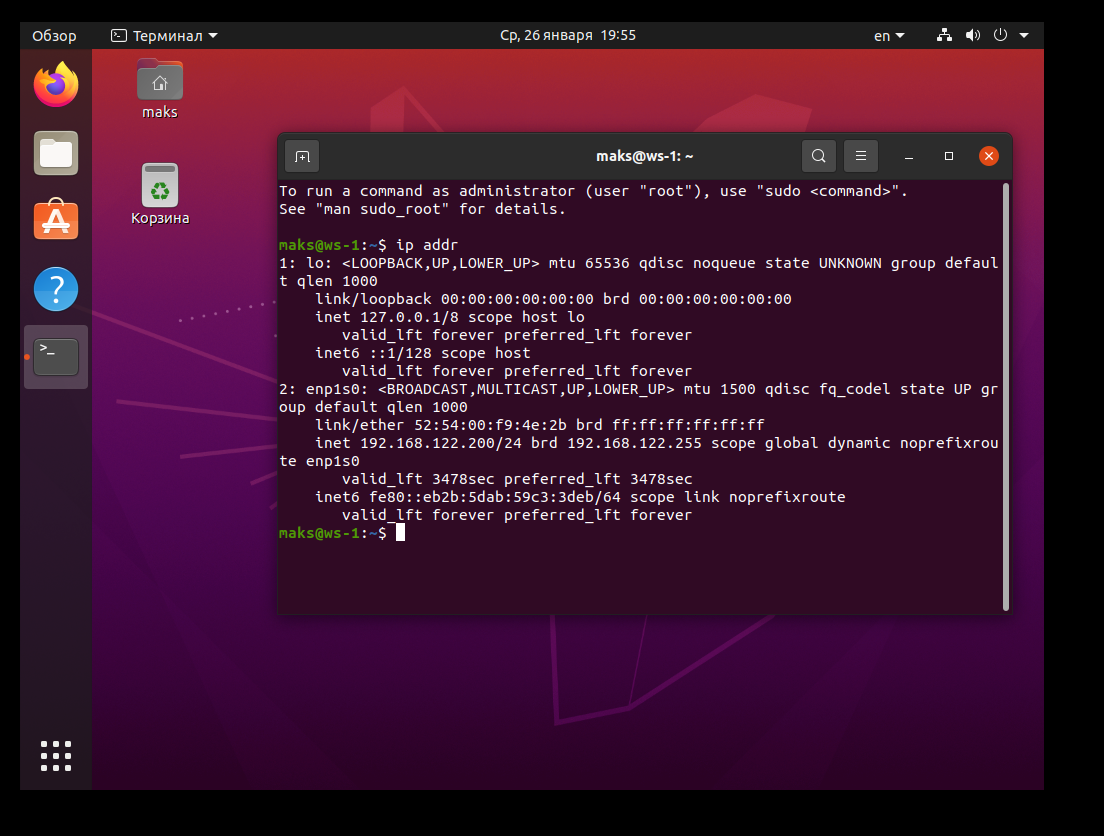 Обзор Терминал Ср, 26 января 19:55 en
maks
Корзина
maks@ws-1: ~
To run a command as administrator (user "root"), use "sudo <command>".
See "man sudo_root" for details.
maks@ws-1:~$ ip addr
1: lo: <LOOPBACK,UP,LOWER_UP> mtu 65536 qdisc noqueue state UNKNOWN group defaul
t qlen 1000
    link/loopback 00:00:00:00:00:00 brd 00:00:00:00:00:00
    inet 127.0.0.1/8 scope host lo
       valid_lft forever preferred_lft forever
    inet6 ::1/128 scope host
       valid_lft forever preferred_lft forever
2: enp1s0: <BROADCAST,MULTICAST,UP,LOWER_UP> mtu 1500 qdisc fq_codel state UP gr
oup default qlen 1000
    link/ether 52:54:00:f9:4e:2b brd ff:ff:ff:ff:ff:ff
    inet 192.168.122.200/24 brd 192.168.122.255 scope global dynamic noprefixrou
te enp1s0
       valid_lft 3478sec preferred_lft 3478sec
    inet6 fe80::eb2b:5dab:59c3:3deb/64 scope link noprefixroute
       valid_lft forever preferred_lft forever
maks@ws-1:~$